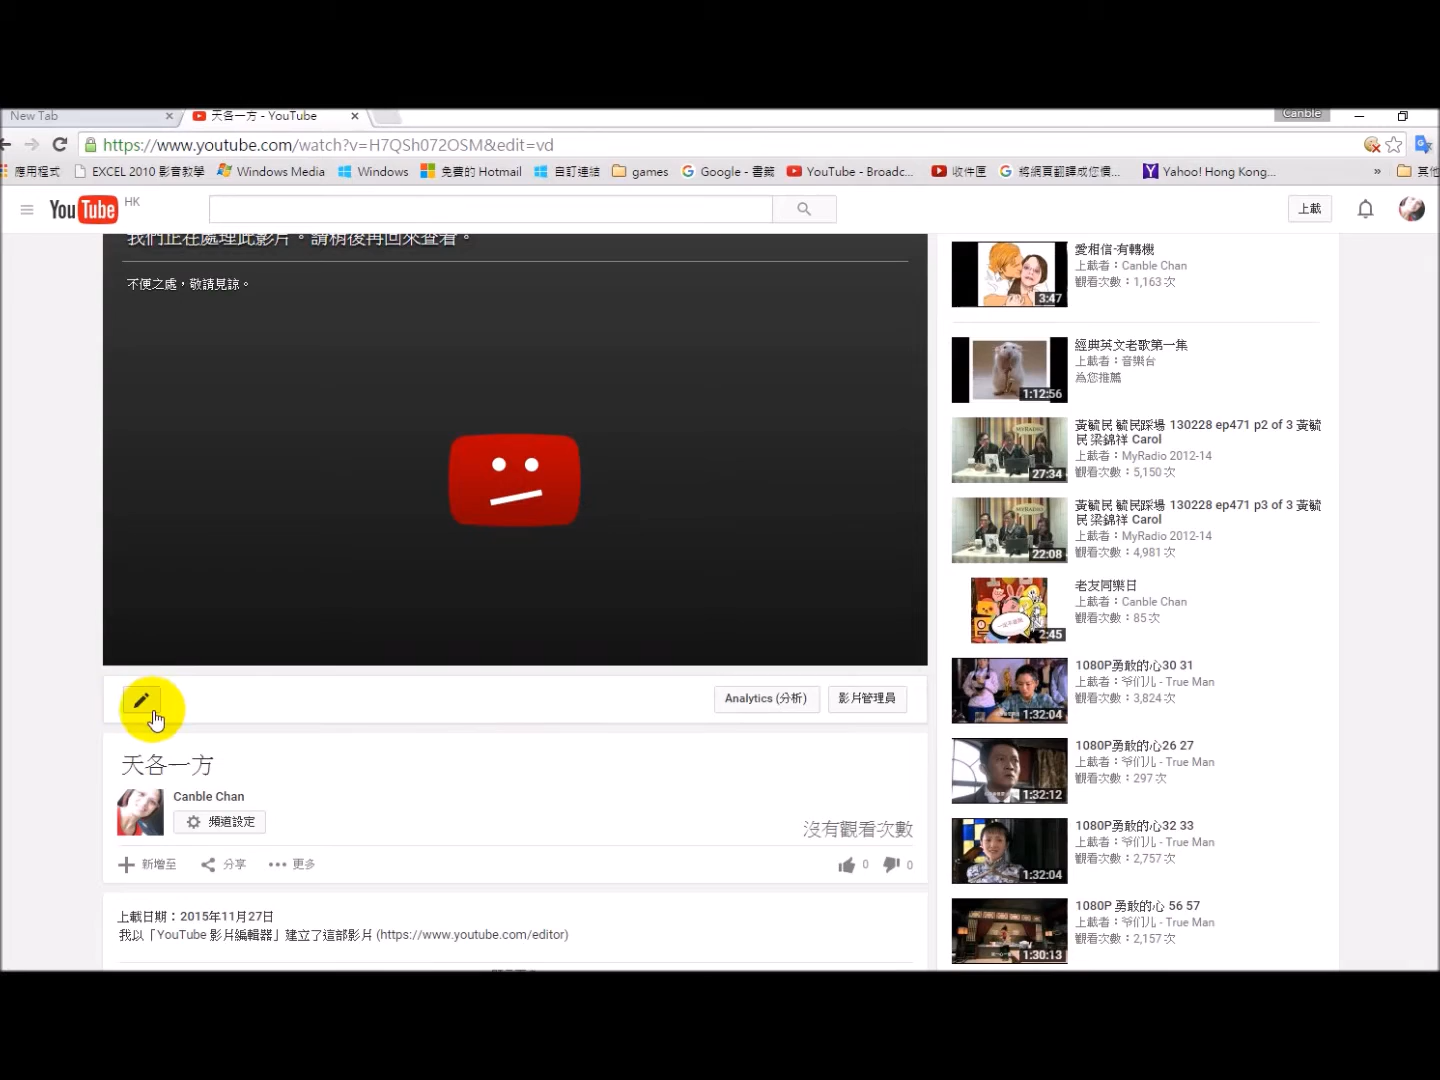 New Tab
天各一方 - YouTube
Canble
https://www.youtube.com/watch?v=H7QSh072OSM&edit=vd
應用程式
EXCEL 2010 影音教學
Windows Media
Windows
免費的 Hotmail
自訂連結
games
Google - 書籤
YouTube - Broadc...
收件匣
將網頁翻譯成您慣...
Yahoo! Hong Kong...
»
其他
YouTube HK
上載
我們正在處理此影片。請稍後再回來查看。
不便之處，敬請見諒。
Analytics (分析)
影片管理員
天各一方
Canble Chan
頻道設定
沒有觀看次數
新增至
分享
更多
0
0
上載日期：2015年11月27日
我以「YouTube 影片編輯器」建立了這部影片 (https://www.youtube.com/editor)
愛相信-有轉機
上載者：Canble Chan
觀看次數：1,163 次
3:47
經典英文老歌第一集
上載者：音樂台
為您推薦
1:12:56
黃毓民 毓民踩場 130228 ep471 p2 of 3 黃毓
民 梁錦祥 Carol
上載者：MyRadio 2012-14
觀看次數：5,150 次
MYRADIO
27:34
黃毓民 毓民踩場 130228 ep471 p3 of 3 黃毓
民 梁錦祥 Carol
上載者：MyRadio 2012-14
觀看次數：4,981 次
MYRADIO
22:08
老友同樂日
上載者：Canble Chan
觀看次數：85 次
2:45
1080P勇敢的心30 31
上載者：爷们儿 - True Man
觀看次數：3,824 次
1:32:04
1080P勇敢的心26 27
上載者：爷们儿 - True Man
觀看次數：297 次
1:32:12
1080P勇敢的心32 33
上載者：爷们儿 - True Man
觀看次數：2,757 次
1:32:04
1080P 勇敢的心 56 57
上載者：爷们儿 - True Man
觀看次數：2,157 次
1:30:13